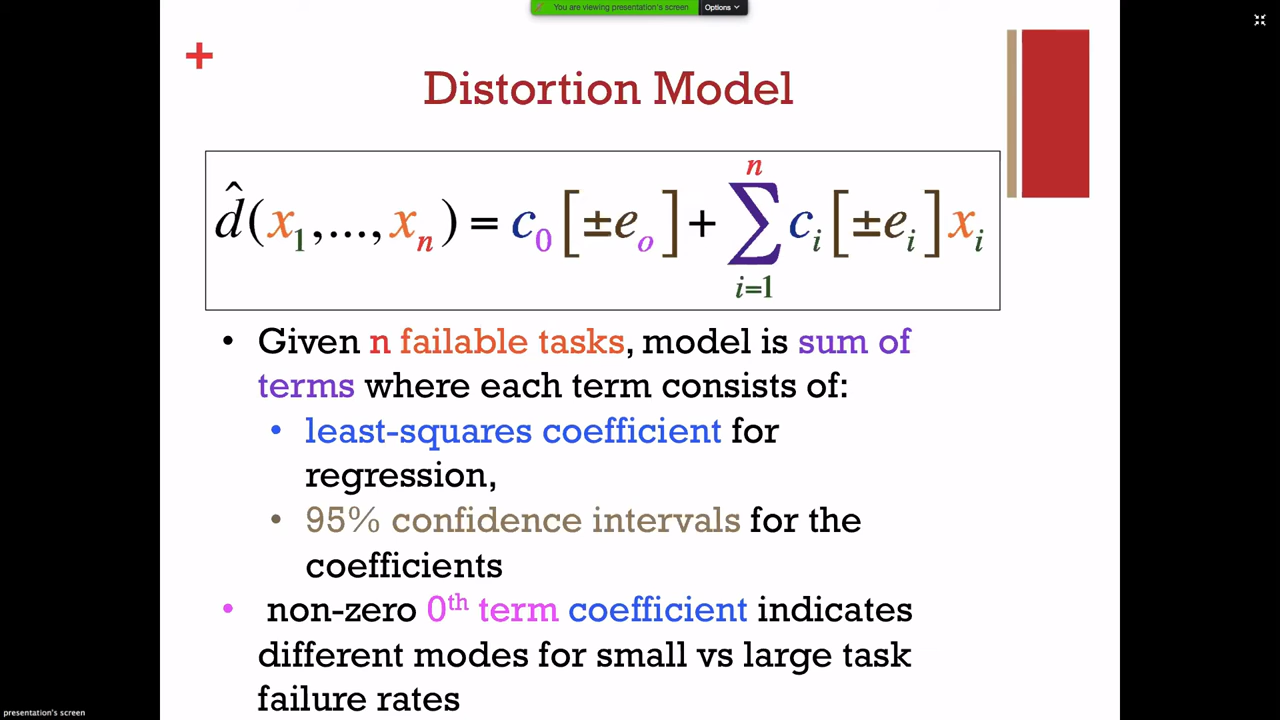 You are viewing presentation's screen Options
+
Distortion Model
d̂(x₁,...,xₙ) = c₀[±eₒ] + ∑ⁿᵢ₌₁ cᵢ[±eᵢ]xᵢ
• Given n failable tasks, model is sum of
terms where each term consists of:
• least-squares coefficient for
regression,
• 95% confidence intervals for the
coefficients
• non-zero 0ᵗʰ term coefficient indicates
different modes for small vs large task
failure rates
presentation's screen